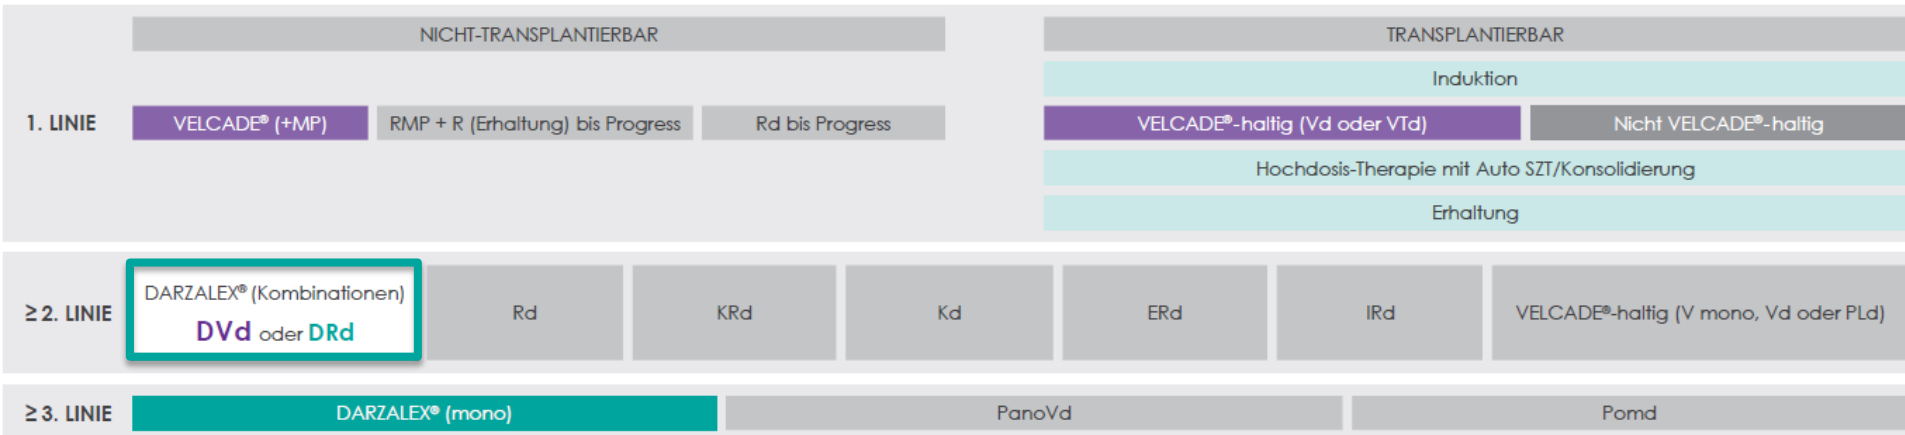 NICHT-TRANSPLANTIERBAR
TRANSPLANTIERBAR
Induktion
1. LINIE
VELCADE® (+MP)
RMP + R (Erhaltung) bis Progress
Rd bis Progress
VELCADE®-haltig (Vd oder VTd)
Nicht VELCADE®-haltig
Hochdosis-Therapie mit Auto SZT/Konsolidierung
Erhaltung
≥ 2. LINIE
DARZALEX® (Kombinationen)
DVd oder DRd
Rd
KRd
Kd
ERd
IRd
VELCADE®-haltig (V mono, Vd oder PLd)
≥ 3. LINIE
DARZALEX® (mono)
PanoVd
Pomd